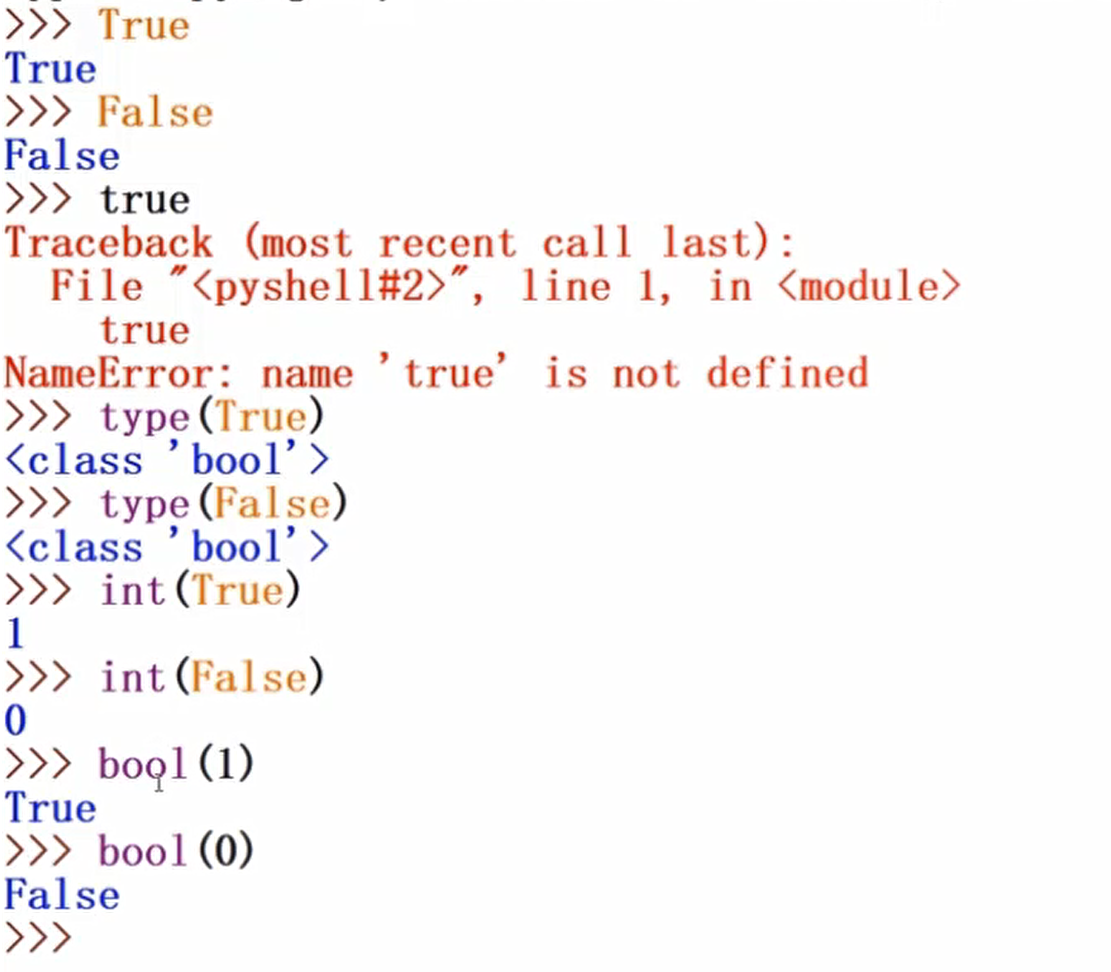 >>> True
True
>>> False
False
>>> true
Traceback (most recent call last):
  File "<pyshell#2>", line 1, in <module>
    true
NameError: name 'true' is not defined
>>> type(True)
<class 'bool'>
>>> type(False)
<class 'bool'>
>>> int(True)
1
>>> int(False)
0
>>> bool(1)
True
>>> bool(0)
False
>>>